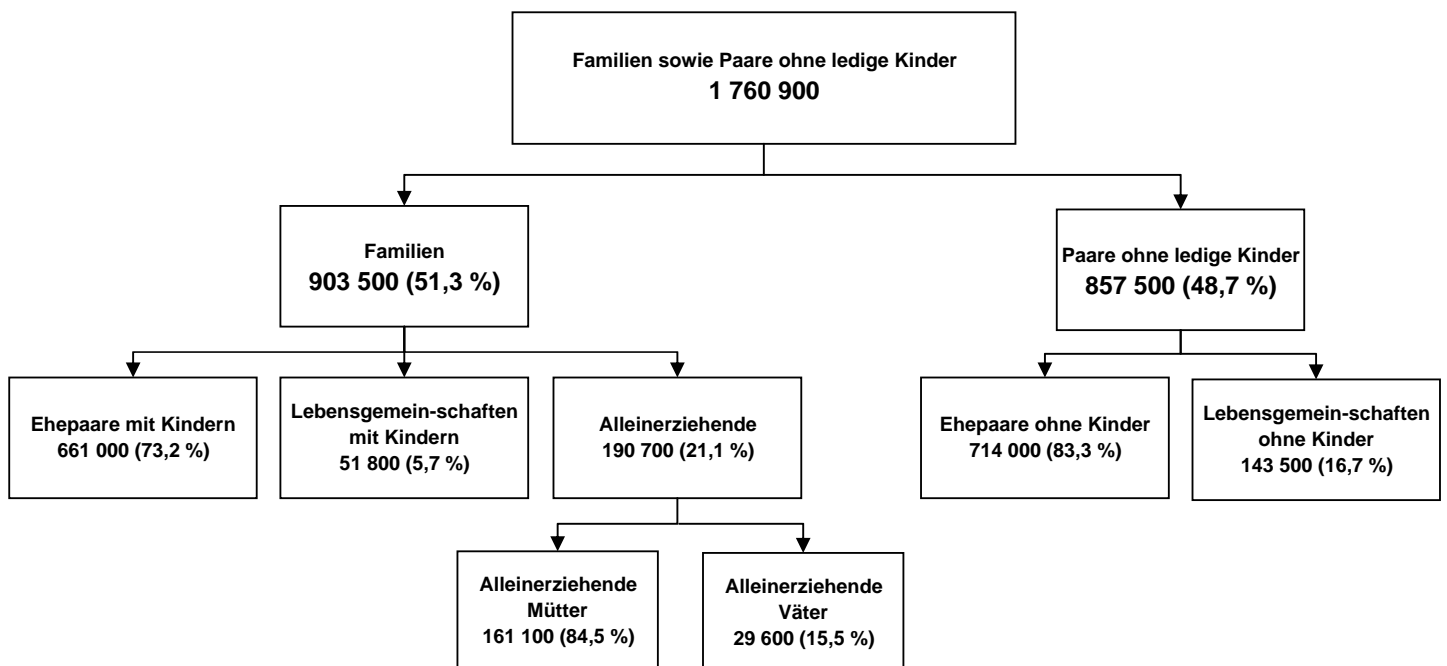 Familien sowie Paare ohne ledige Kinder
1 760 900
Familien
903 500 (51,3 %)
Paare ohne ledige Kinder
857 500 (48,7 %)
Ehepaare mit Kindern
661 000 (73,2 %)
Lebensgemein-schaften
mit Kindern
51 800 (5,7 %)
Alleinerziehende
190 700 (21,1 %)
Ehepaare ohne Kinder
714 000 (83,3 %)
Lebensgemein-schaften
ohne Kinder
143 500 (16,7 %)
Alleinerziehende
Mütter
161 100 (84,5 %)
Alleinerziehende
Väter
29 600 (15,5 %)